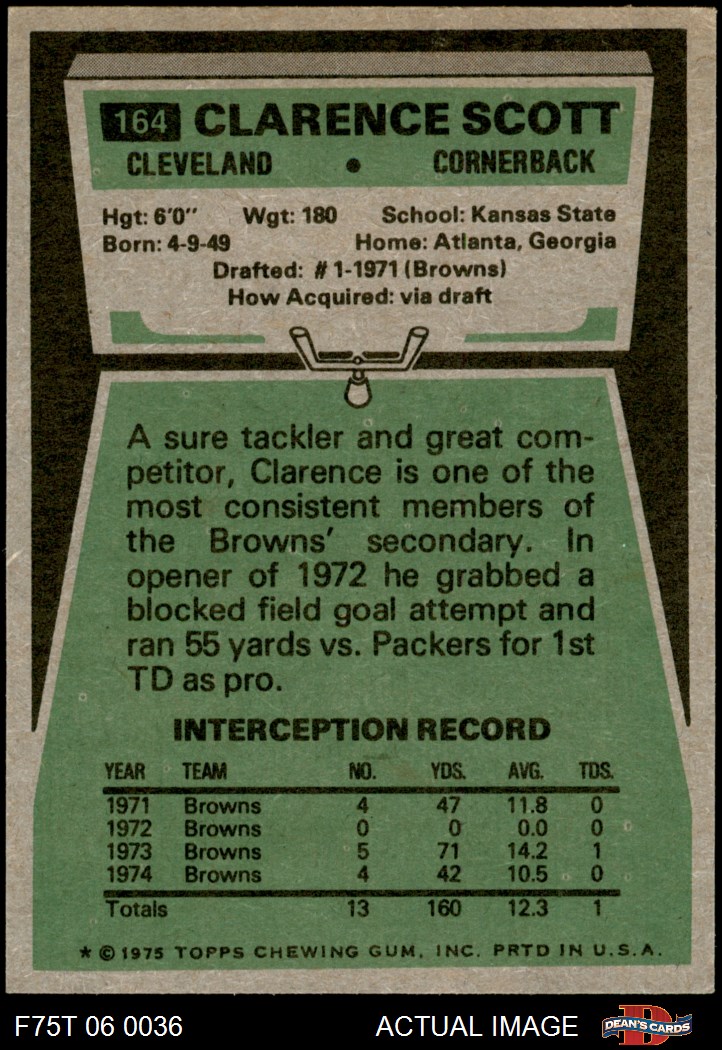 164 CLARENCE SCOTT
CLEVELAND • CORNERBACK
Hgt: 6'0" Wgt: 180 School: Kansas State
Born: 4-9-49 Home: Atlanta, Georgia
Drafted: #1-1971 (Browns)
How Acquired: via draft
A sure tackler and great com-
petitor, Clarence is one of the
most consistent members of
the Browns' secondary. In
opener of 1972 he grabbed a
blocked field goal attempt and
ran 55 yards vs. Packers for 1st
TD as pro.
INTERCEPTION RECORD
YEAR TEAM NO. YDS. AVG. TDS.
1971 Browns 4 47 11.8 0
1972 Browns 0 0 0.0 0
1973 Browns 5 71 14.2 1
1974 Browns 4 42 10.5 0
Totals 13 160 12.3 1
* © 1975 TOPPS CHEWING GUM, INC. PRTD IN U.S.A.
F75T 06 0036 ACTUAL IMAGE D DEAN'S CARDS